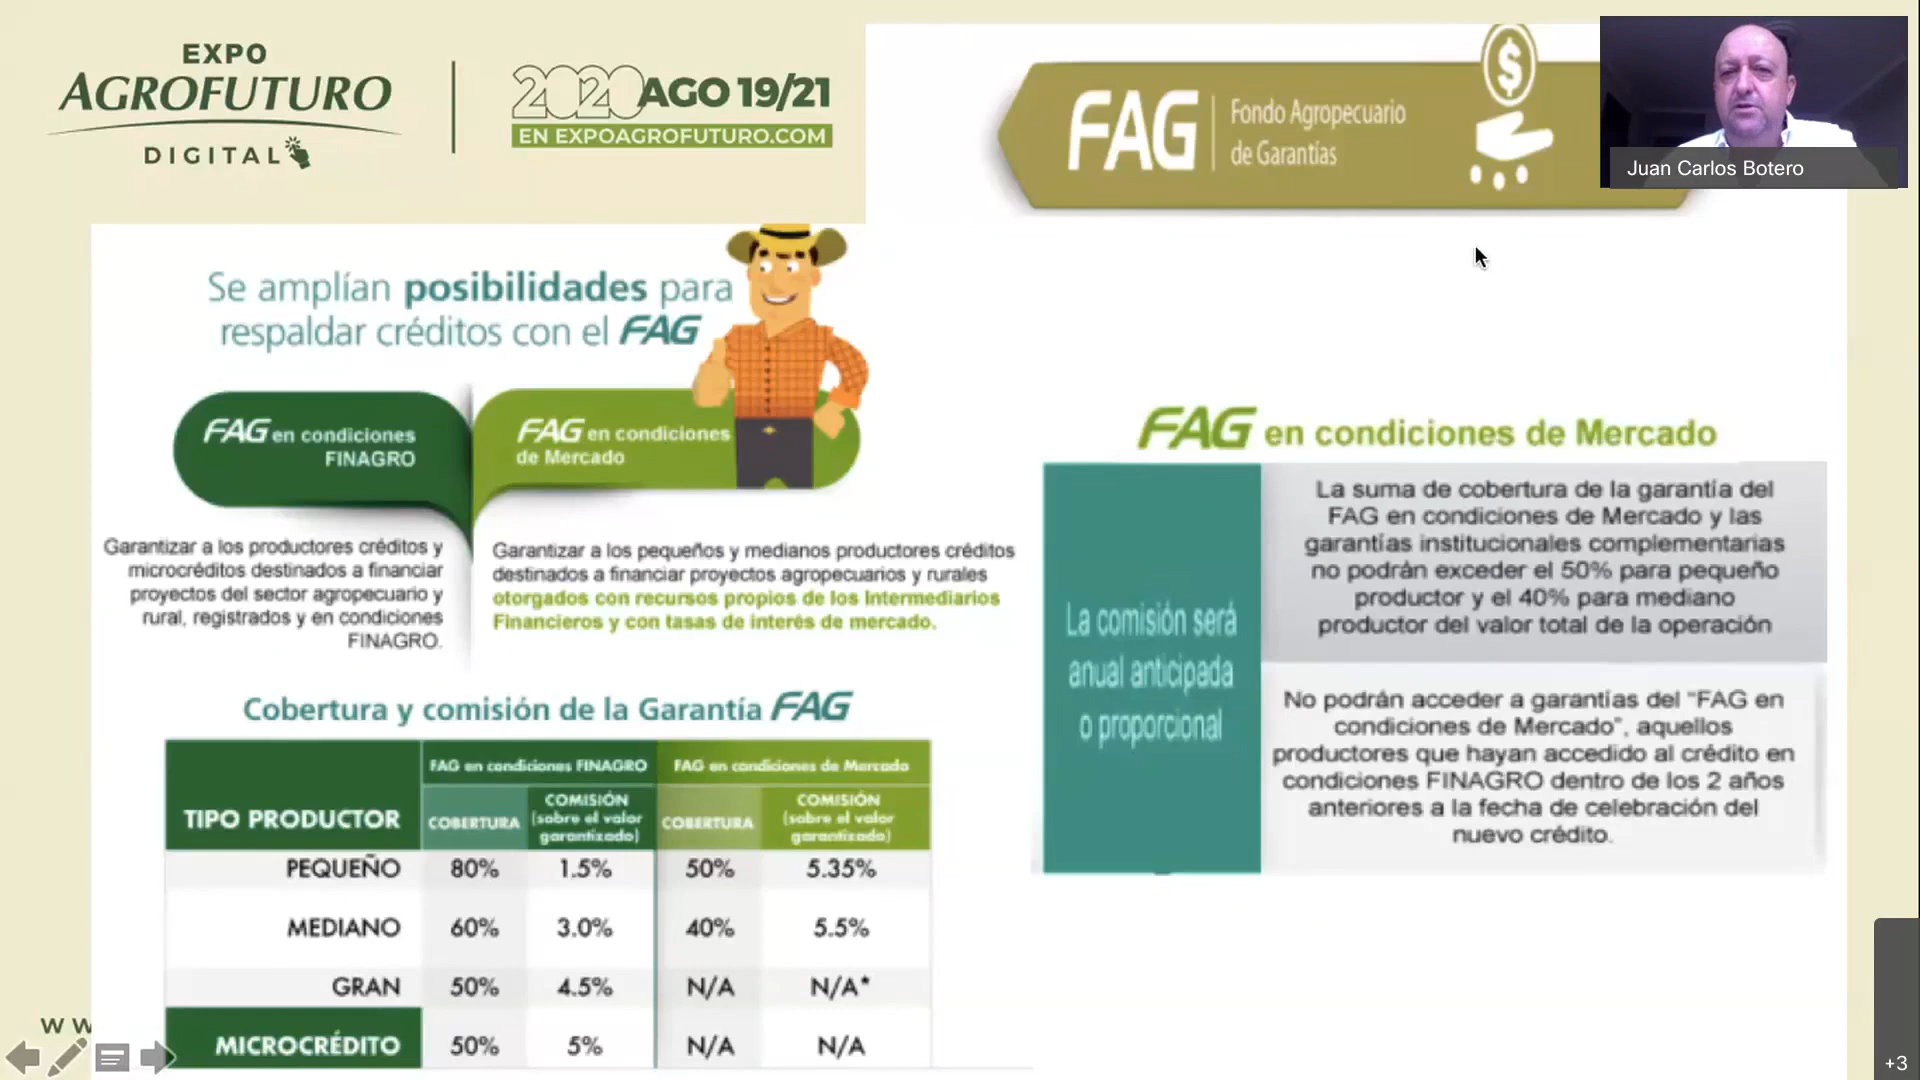 EXPO
AGROFUTURO
DIGITAL
2020 AGO 19/21
EN EXPOAGROFUTURO.COM
FAG
Fondo Agropecuario
de Garantías
$
Juan Carlos Botero
Se amplían posibilidades para
respaldar créditos con el FAG
FAG en condiciones
FINAGRO
FAG en condiciones
de Mercado
Garantizar a los productores créditos y
microcréditos destinados a financiar
proyectos del sector agropecuario y
rural, registrados y en condiciones
FINAGRO.
Garantizar a los pequeños y medianos productores créditos
destinados a financiar proyectos agropecuarios y rurales
otorgados con recursos propios de los Intermediarios
Financieros y con tasas de interés de mercado.
Cobertura y comisión de la Garantía FAG
TIPO PRODUCTOR
FAG en condiciones FINAGRO
FAG en condiciones de Mercado
COBERTURA
COMISIÓN
(sobre el valor
garantizado)
COBERTURA
COMISIÓN
(sobre el valor
garantizado)
PEQUEÑO 80% 1.5% 50% 5.35%
MEDIANO 60% 3.0% 40% 5.5%
GRAN 50% 4.5% N/A N/A*
MICROCRÉDITO 50% 5% N/A N/A
FAG en condiciones de Mercado
La comisión será
anual anticipada
o proporcional
La suma de cobertura de la garantía del
FAG en condiciones de Mercado y las
garantías institucionales complementarias
no podrán exceder el 50% para pequeño
productor y el 40% para mediano
productor del valor total de la operación
No podrán acceder a garantías del "FAG en
condiciones de Mercado", aquellos
productores que hayan accedido al crédito en
condiciones FINAGRO dentro de los 2 años
anteriores a la fecha de celebración del
nuevo crédito.
WW
+3